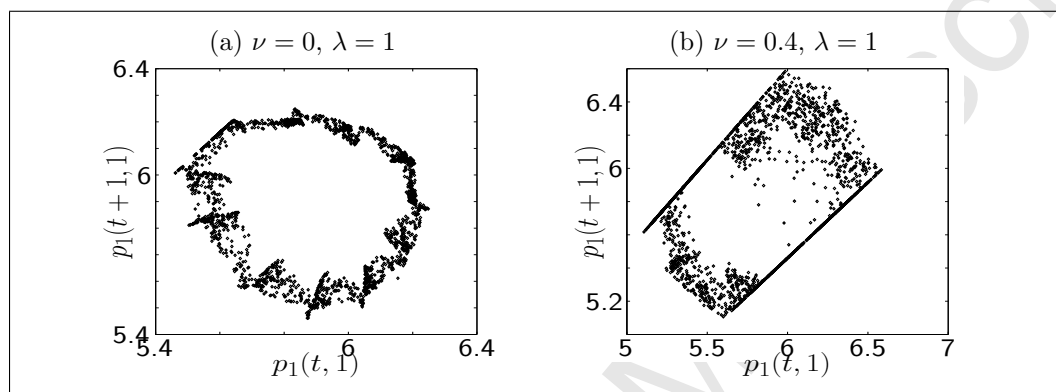 (a) ν = 0, λ = 1
6.4
6
5.4
p₁(t + 1, 1)
5.4 6 6.4
p₁(t, 1)
(b) ν = 0.4, λ = 1
6.4
6
5.2
p₁(t + 1, 1)
5 5.5 6 6.5 7
p₁(t, 1)